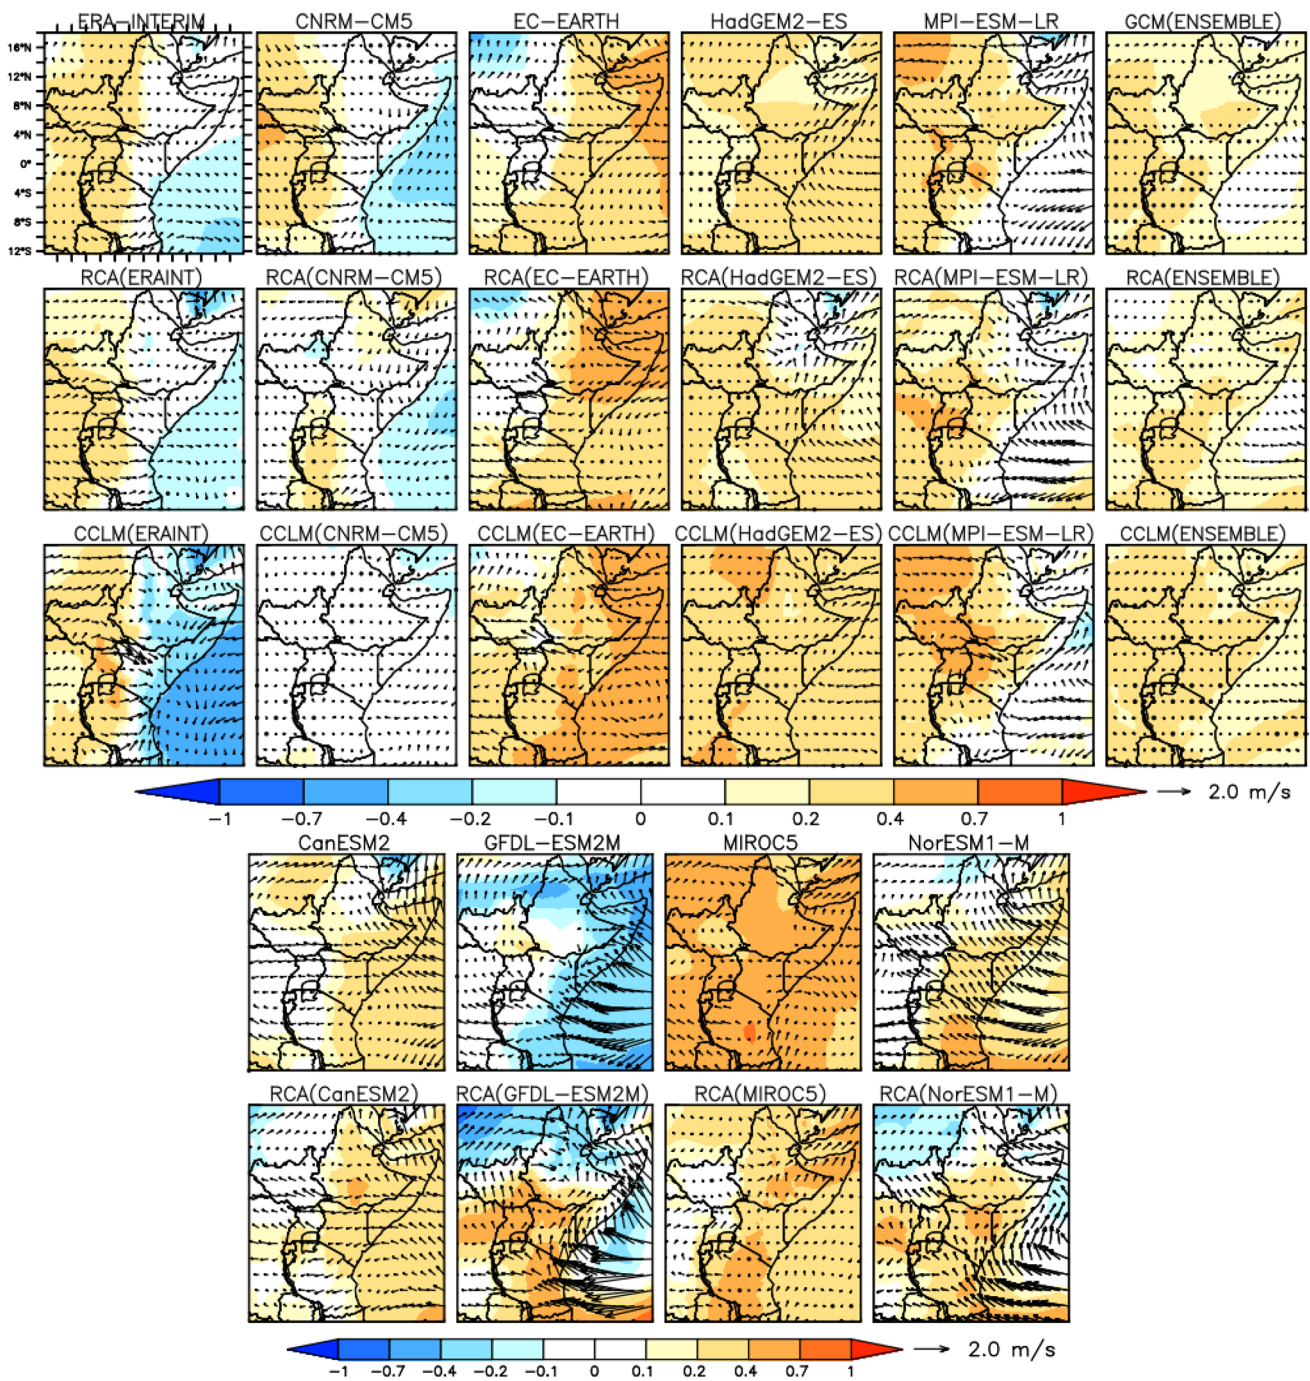 ERA−INTERIM CNRM−CM5 EC−EARTH HadGEM2−ES MPI−ESM−LR GCM(ENSEMBLE)
16°N
12°N
8°N
4°N
0°
4°S
8°S
12°S
RCA(ERAINT) RCA(CNRM−CM5) RCA(EC−EARTH) RCA(HadGEM2−ES) RCA(MPI−ESM−LR) RCA(ENSEMBLE)
CCLM(ERAINT) CCLM(CNRM−CM5) CCLM(EC−EARTH) CCLM(HadGEM2−ES) CCLM(MPI−ESM−LR) CCLM(ENSEMBLE)
2.0 m/s
−1 −0.7 −0.4 −0.2 −0.1 0 0.1 0.2 0.4 0.7 1
CanESM2 GFDL−ESM2M MIROC5 NorESM1−M
RCA(CanESM2) RCA(GFDL−ESM2M) RCA(MIROC5) RCA(NorESM1−M)
2.0 m/s
−1 −0.7 −0.4 −0.2 −0.1 0 0.1 0.2 0.4 0.7 1